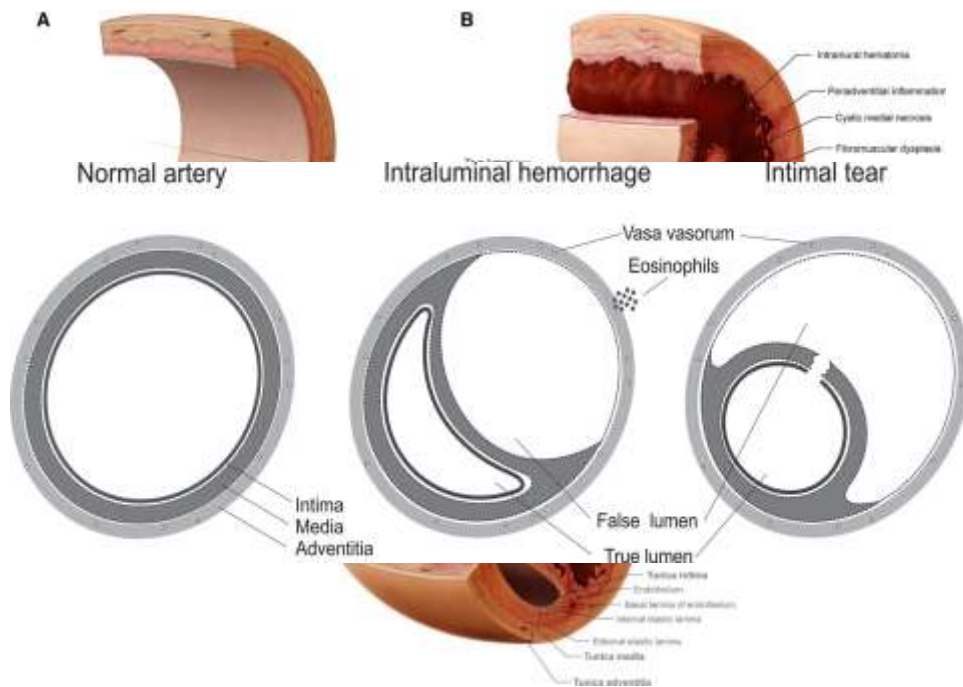 A
B
Intramural hematoma
Periadventitial inflammation
Cystic medial necrosis
Fibromuscular dysplasia
Normal artery
Intraluminal hemorrhage
Intimal tear
Vasa vasorum
Eosinophils
Intima
Media
Adventitia
False lumen
True lumen
Tunica intima
Endothelium
Basal lamina of endothelium
Internal elastic lamina
External elastic lamina
Tunica media
Tunica adventitia